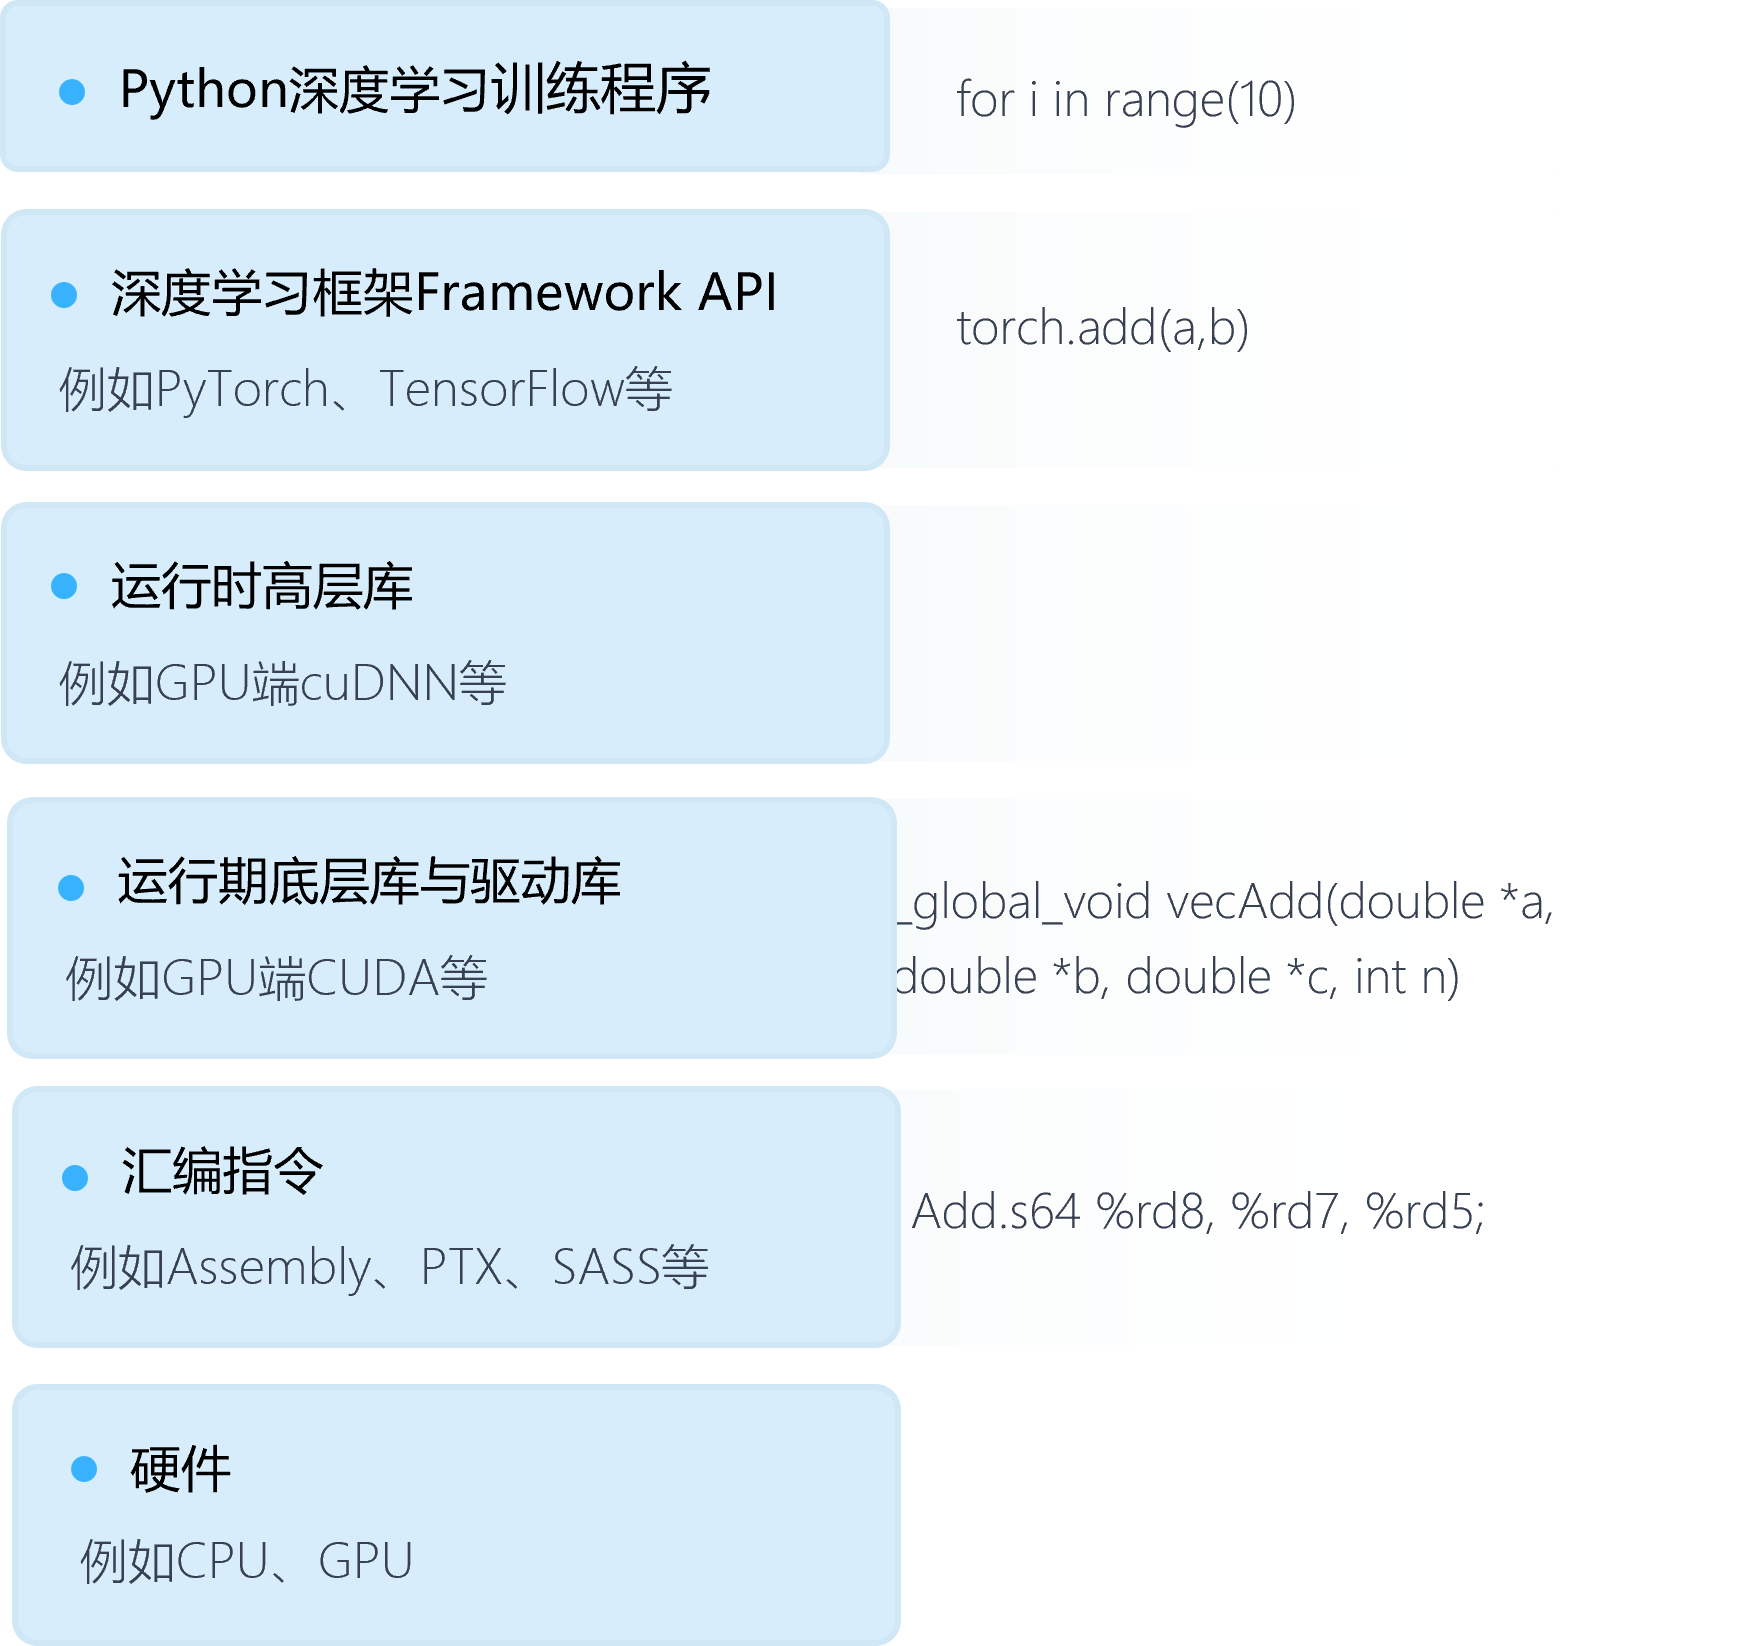 Python深度学习训练程序
for i in range(10)
深度学习框架Framework API
例如PyTorch、TensorFlow等
torch.add(a,b)
运行时高层库
例如GPU端cuDNN等
运行期底层库与驱动库
例如GPU端CUDA等
_global_void vecAdd(double *a,
double *b, double *c, int n)
汇编指令
例如Assembly、PTX、SASS等
Add.s64 %rd8, %rd7, %rd5;
硬件
例如CPU、GPU